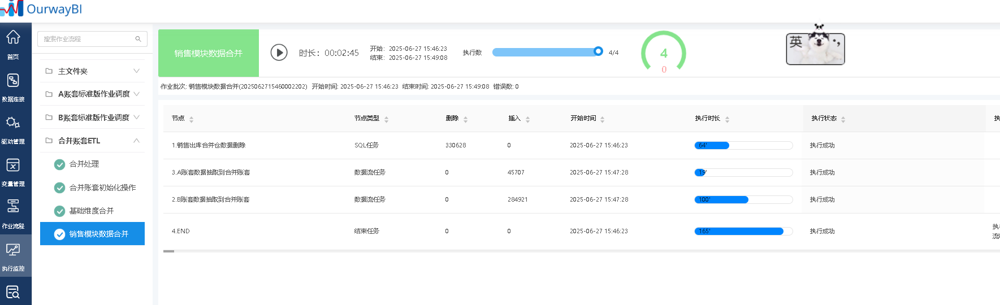 OurwayBI
搜索作业流程
首页
数据连接
驱动管理
变量管理
作业流程
执行监控
主文件夹
A账套标准版作业调度
B账套标准版作业调度
合并账套ETL
合并处理
合并账套初始化操作
基础维度合并
销售模块数据合并
销售模块数据合并
时长：00:02:45
开始: 2025-06-27 15:46:23
结束: 2025-06-27 15:49:08
执行数
4/4
4
0
英 •,
作业批次: 销售模块数据合并(2025062715460002202) 开始时间: 2025-06-27 15:46:23 结束时间: 2025-06-27 15:49:08 错误数: 0
节点 节点类型 删除 插入 开始时间 执行时长 执行状态 执
1.销售出库合并仓数据删除 SQL任务 330628 0 2025-06-27 15:46:23 64' 执行成功
3.A账套数据抽取到合并账套 数据流任务 0 45707 2025-06-27 15:47:28 19' 执行成功
2.B账套数据抽取到合并账套 数据流任务 0 284921 2025-06-27 15:47:28 100' 执行成功
4.END 结束任务 0 0 2025-06-27 15:46:23 165' 执行成功 执行